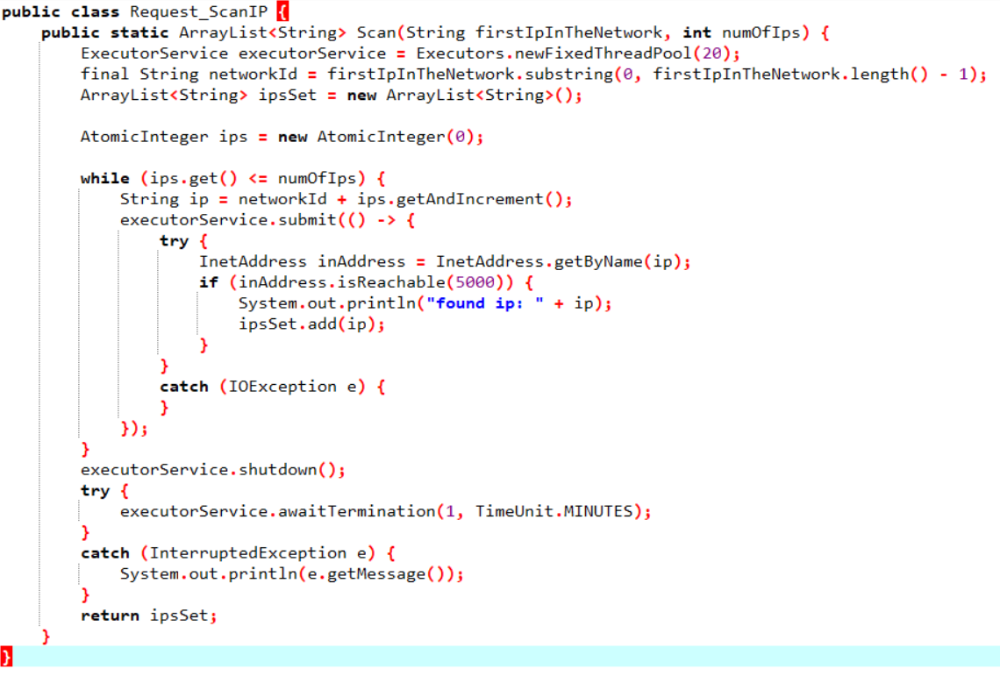 public class Request_ScanIP {
public static ArrayList<String> Scan(String firstIpInTheNetwork, int numOfIps) {
ExecutorService executorService = Executors.newFixedThreadPool(20);
final String networkId = firstIpInTheNetwork.substring(0, firstIpInTheNetwork.length() - 1);
ArrayList<String> ipsSet = new ArrayList<String>();
AtomicInteger ips = new AtomicInteger(0);
while (ips.get() <= numOfIps) {
String ip = networkId + ips.getAndIncrement();
executorService.submit(() -> {
try {
InetAddress inAddress = InetAddress.getByName(ip);
if (inAddress.isReachable(5000)) {
System.out.println("found ip: " + ip);
ipsSet.add(ip);
}
}
catch (IOException e) {
}
});
}
executorService.shutdown();
try {
executorService.awaitTermination(1, TimeUnit.MINUTES);
}
catch (InterruptedException e) {
System.out.println(e.getMessage());
}
return ipsSet;
}
}